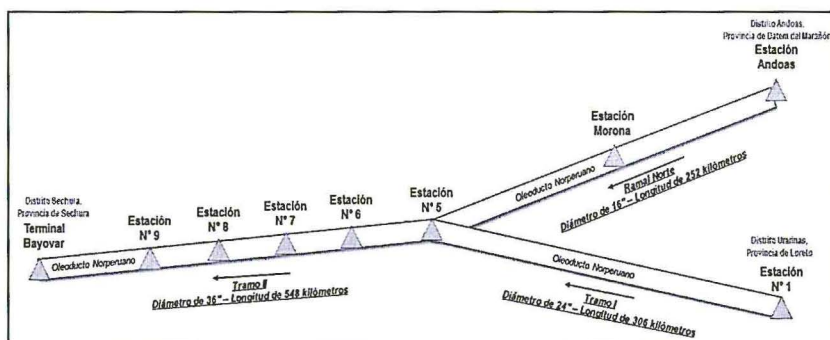 Distrito Andoas,
Provincia de Datem del Marañón
Estación
Andoas
Estación
Morona
Oleoducto Norperuano
Ramal Norte
Diámetro de 16" – Longitud de 252 kilómetros
Distrito Sechura,
Provincia de Sechura
Terminal
Bayovar
Estación
N° 9
Estación
N° 8
Estación
N° 7
Estación
N° 6
Estación
N° 5
Oleoducto Norperuano
Tramo II
Diámetro de 36" – Longitud de 548 kilómetros
Oleoducto Norperuano
Tramo I
Diámetro de 24" – Longitud de 306 kilómetros
Distrito Urarinas,
Provincia de Loreto
Estación
N° 1